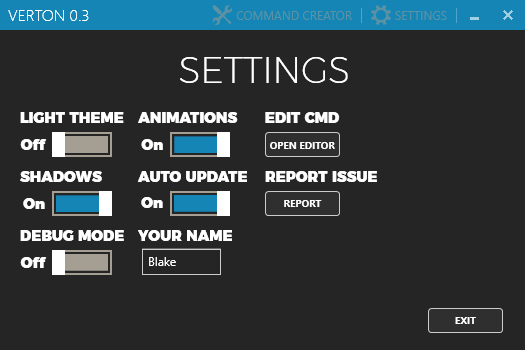 VERTON 0.3
COMMAND CREATOR
SETTINGS
SETTINGS
LIGHT THEME
Off
ANIMATIONS
On
EDIT CMD
OPEN EDITOR
SHADOWS
On
AUTO UPDATE
On
REPORT ISSUE
REPORT
DEBUG MODE
Off
YOUR NAME
Blake
EXIT